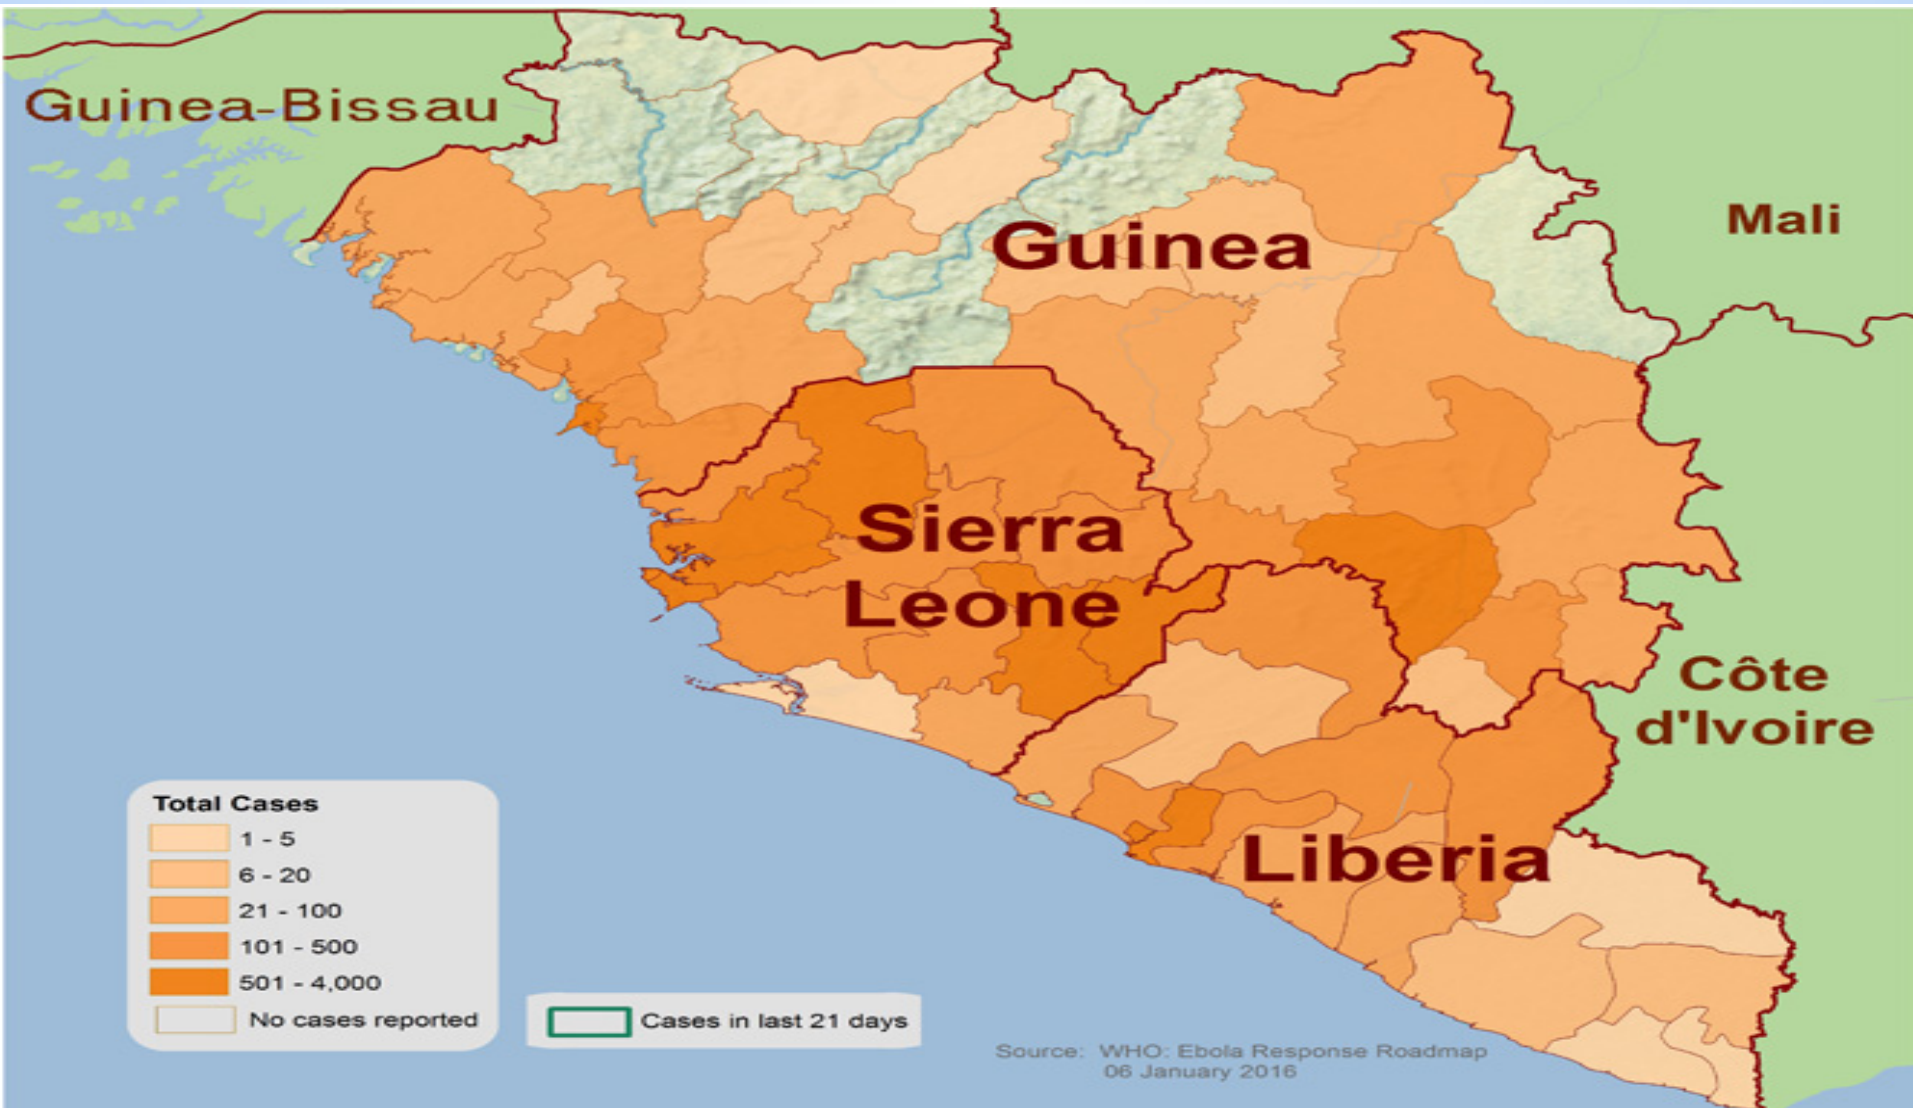 Guinea-Bissau
Mali
Guinea
Sierra
Leone
Côte
d'Ivoire
Liberia
Total Cases
1 - 5
6 - 20
21 - 100
101 - 500
501 - 4,000
No cases reported
Cases in last 21 days
Source: WHO: Ebola Response Roadmap
06 January 2016